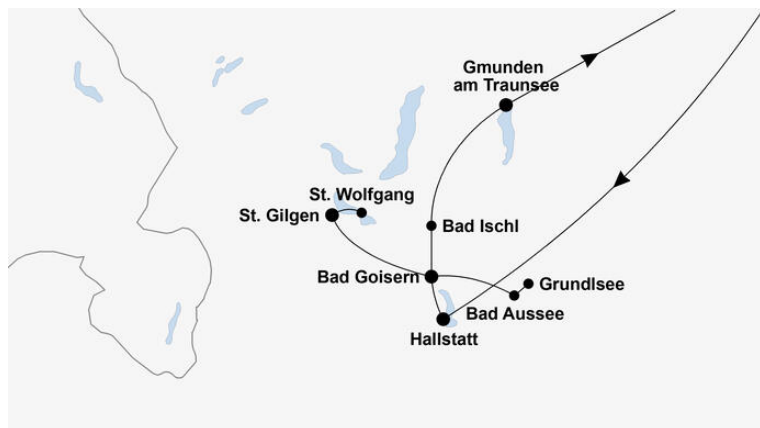 Gmunden
am Traunsee
St. Wolfgang
St. Gilgen
Bad Ischl
Bad Goisern
Grundlsee
Bad Aussee
Hallstatt